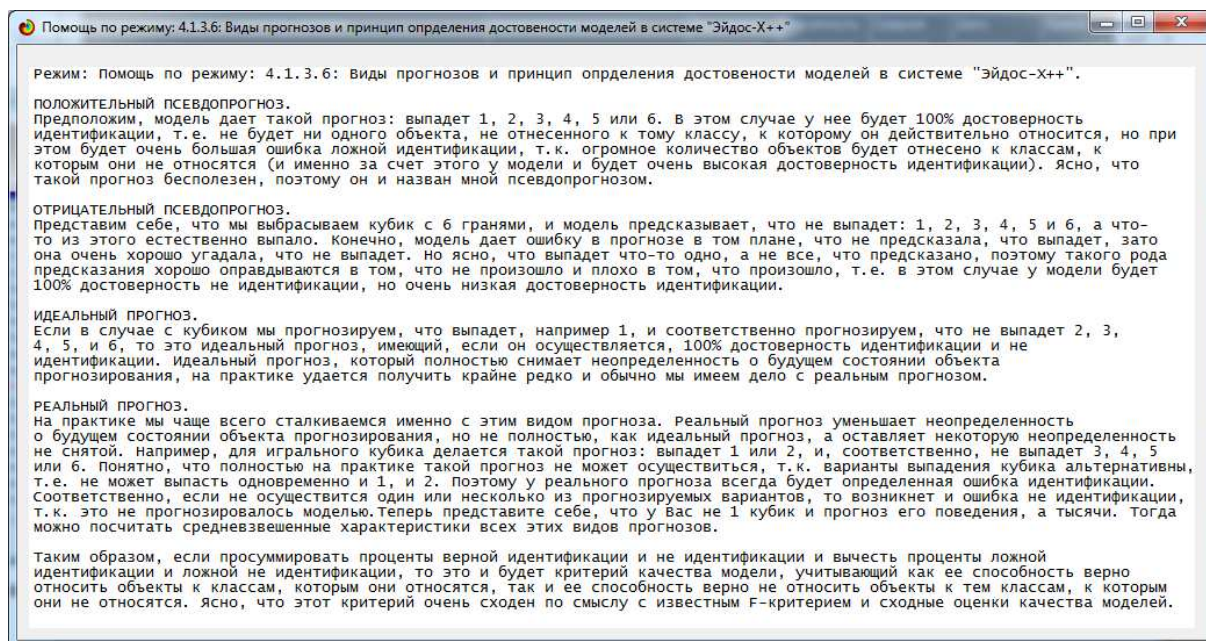 Помощь по режиму: 4.1.3.6: Виды прогнозов и принцип опрделения достовености моделей в системе "Эйдос-X++"
Режим: Помощь по режиму: 4.1.3.6: Виды прогнозов и принцип опрделения достовености моделей в системе "Эйдос-X++".
ПОЛОЖИТЕЛЬНЫЙ ПСЕВДОПРОГНОЗ.
Предположим, модель дает такой прогноз: выпадет 1, 2, 3, 4, 5 или 6. В этом случае у нее будет 100% достоверность
идентификации, т.е. не будет ни одного объекта, не отнесенного к тому классу, к которому он действительно относится, но при
этом будет очень большая ошибка ложной идентификации, т.к. огромное количество объектов будет отнесено к классам, к
которым они не относятся (и именно за счет этого у модели и будет очень высокая достоверность идентификации). Ясно, что
такой прогноз бесполезен, поэтому он и назван мной псевдопрогнозом.
ОТРИЦАТЕЛЬНЫЙ ПСЕВДОПРОГНОЗ.
Представим себе, что мы выбрасываем кубик с 6 гранями, и модель предсказывает, что не выпадет: 1, 2, 3, 4, 5 и 6, а что-
то из этого естественно выпало. Конечно, модель дает ошибку в прогнозе в том плане, что не предсказала, что выпадет, зато
она очень хорошо угадала, что не выпадет. Но ясно, что выпадет что-то одно, а не все, что предсказано, поэтому такого рода
предсказания хорошо оправдываются в том, что не произошло и плохо в том, что произошло, т.е. в этом случае у модели будет
100% достоверность не идентификации, но очень низкая достоверность идентификации.
ИДЕАЛЬНЫЙ ПРОГНОЗ.
Если в случае с кубиком мы прогнозируем, что выпадет, например 1, и соответственно прогнозируем, что не выпадет 2, 3,
4, 5, и 6, то это идеальный прогноз, имеющий, если он осуществляется, 100% достоверность идентификации и не
идентификации. Идеальный прогноз, который полностью снимает неопределенность о будущем состоянии объекта
прогнозирования, на практике удается получить крайне редко и обычно мы имеем дело с реальным прогнозом.
РЕАЛЬНЫЙ ПРОГНОЗ.
На практике мы чаще всего сталкиваемся именно с этим видом прогноза. Реальный прогноз уменьшает неопределенность
о будущем состоянии объекта прогнозирования, но не полностью, как идеальный прогноз, а оставляет некоторую неопределенность
не снятой. Например, для игрального кубика делается такой прогноз: выпадет 1 или 2, и, соответственно, не выпадет 3, 4, 5
или 6. Понятно, что полностью на практике такой прогноз не может осуществиться, т.к. варианты выпадения кубика альтернативны,
т.е. не может выпасть одновременно и 1, и 2. Поэтому у реального прогноза всегда будет определенная ошибка идентификации.
Соответственно, если не осуществится один или несколько из прогнозируемых вариантов, то возникнет и ошибка не идентификации,
т.к. это не прогнозировалось моделью.Теперь представите себе, что у Вас не 1 кубик и прогноз его поведения, а тысячи. Тогда
можно посчитать средневзвешенные характеристики всех этих видов прогнозов.
Таким образом, если просуммировать проценты верной идентификации и не идентификации и вычесть проценты ложной
идентификации и ложной не идентификации, то это и будет критерий качества модели, учитывающий как ее способность верно
относить объекты к классам, которым они относятся, так и ее способность верно не относить объекты к тем классам, к которым
они не относятся. Ясно, что этот критерий очень сходен по смыслу с известным F-критерием и сходные оценки качества моделей.